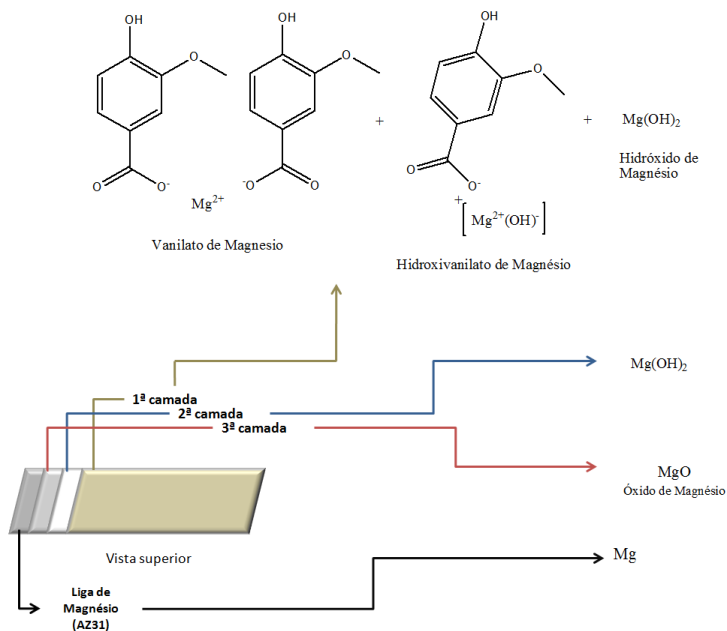 OH
O
O
O⁻
OH
O
⁻O
O
Mg²⁺
Vanilato de Magnesio
+
OH
O
O
O⁻
+
[Mg²⁺(OH)⁻]
Hidroxivanilato de Magnésio
+
Mg(OH)₂
Hidróxido de
Magnésio
1ª camada
2ª camada
3ª camada
Mg(OH)₂
MgO
Óxido de Magnésio
Vista superior
Mg
Liga de
Magnésio
(AZ31)